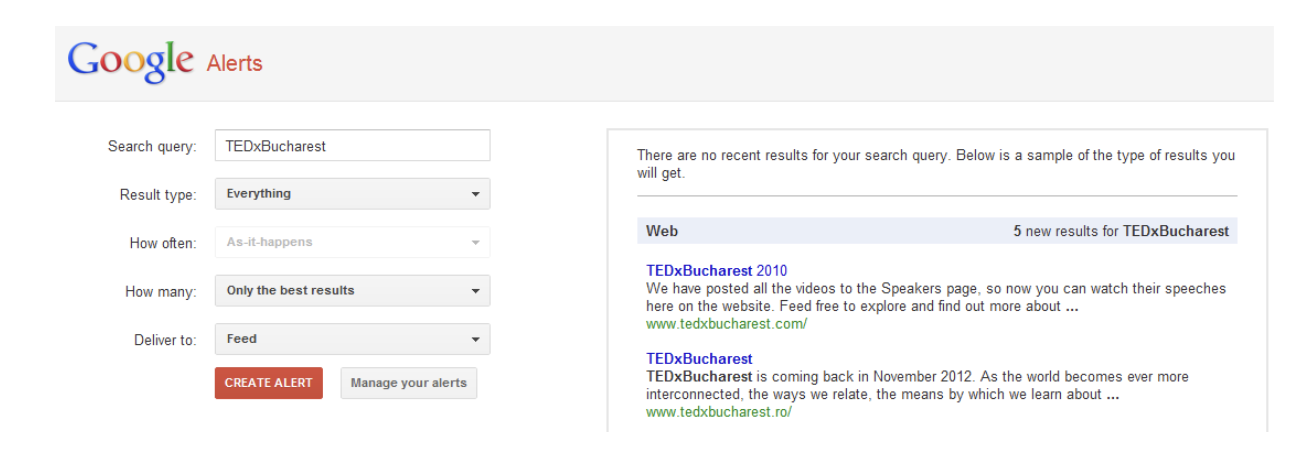 Google Alerts
Search query: TEDxBucharest
Result type: Everything
How often: As-it-happens
How many: Only the best results
Deliver to: Feed
CREATE ALERT Manage your alerts
There are no recent results for your search query. Below is a sample of the type of results you
will get.
Web 5 new results for TEDxBucharest
TEDxBucharest 2010
We have posted all the videos to the Speakers page, so now you can watch their speeches
here on the website. Feed free to explore and find out more about ...
www.tedxbucharest.com/
TEDxBucharest
TEDxBucharest is coming back in November 2012. As the world becomes ever more
interconnected, the ways we relate, the means by which we learn about ...
www.tedxbucharest.ro/